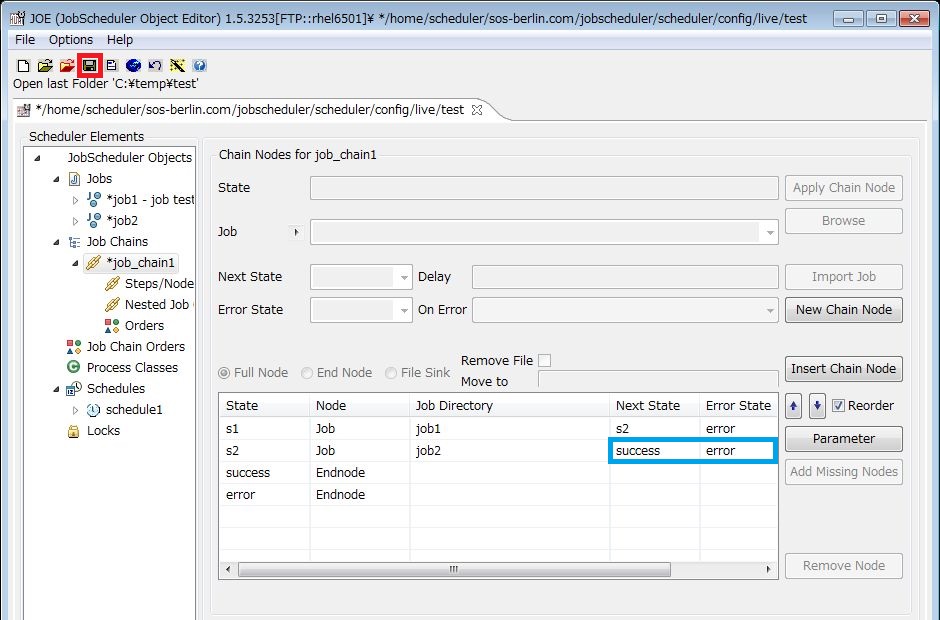 JOE (JobScheduler Object Editor) 1.5.3253[FTP::rhel6501]¥ */home/scheduler/sos-berlin.com/jobscheduler/scheduler/config/live/test
File Options Help
Open last Folder 'C:¥temp¥test'
*/home/scheduler/sos-berlin.com/jobscheduler/scheduler/config/live/test
Scheduler Elements
JobScheduler Objects
Jobs
*job1 - job test
*job2
Job Chains
*job_chain1
Steps/Node
Nested Job
Orders
Job Chain Orders
Process Classes
Schedules
schedule1
Locks
Chain Nodes for job_chain1
State Apply Chain Node
Browse
Job
Next State Delay Import Job
Error State On Error New Chain Node
Full Node End Node File Sink Remove File
Move to
Insert Chain Node
Reorder
Parameter
Add Missing Nodes
Remove Node
State Node Job Directory Next State Error State
s1 Job job1 s2 error
s2 Job job2 success error
success Endnode
error Endnode